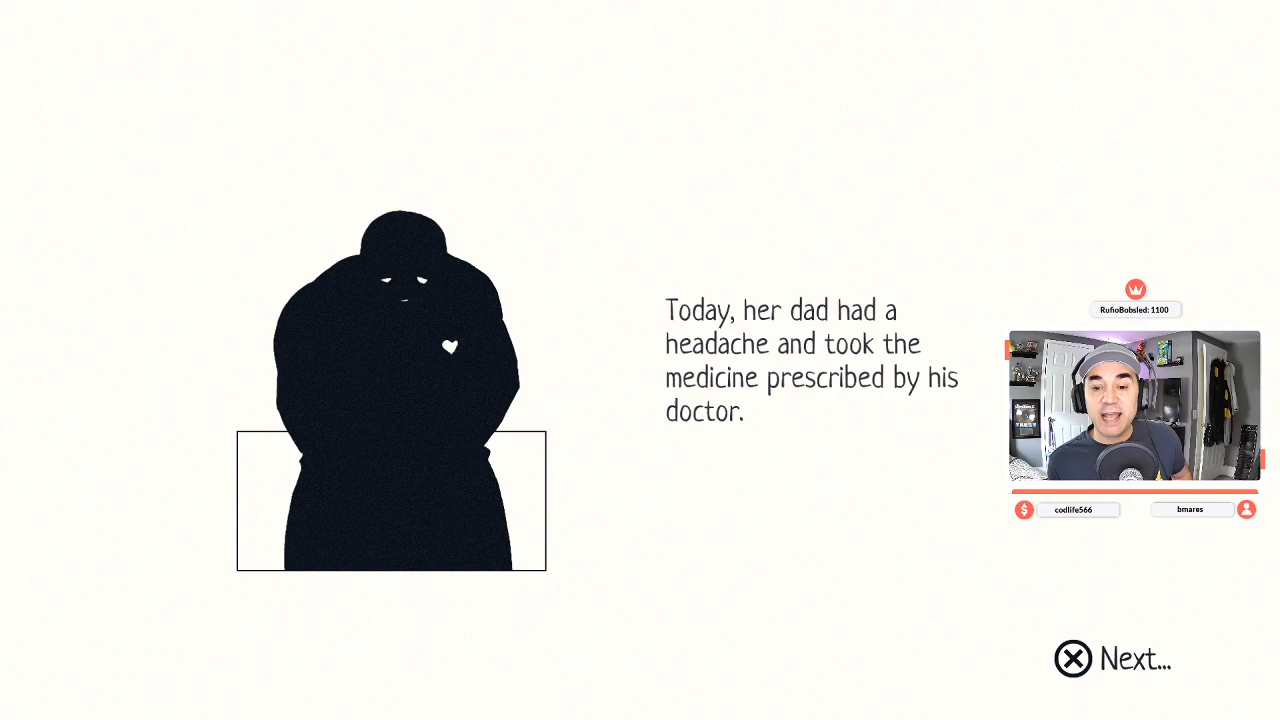 Today, her dad had a
headache and took the
medicine prescribed by his
doctor.
RufioBobsled: 1100
codlife566
bmares
Next...